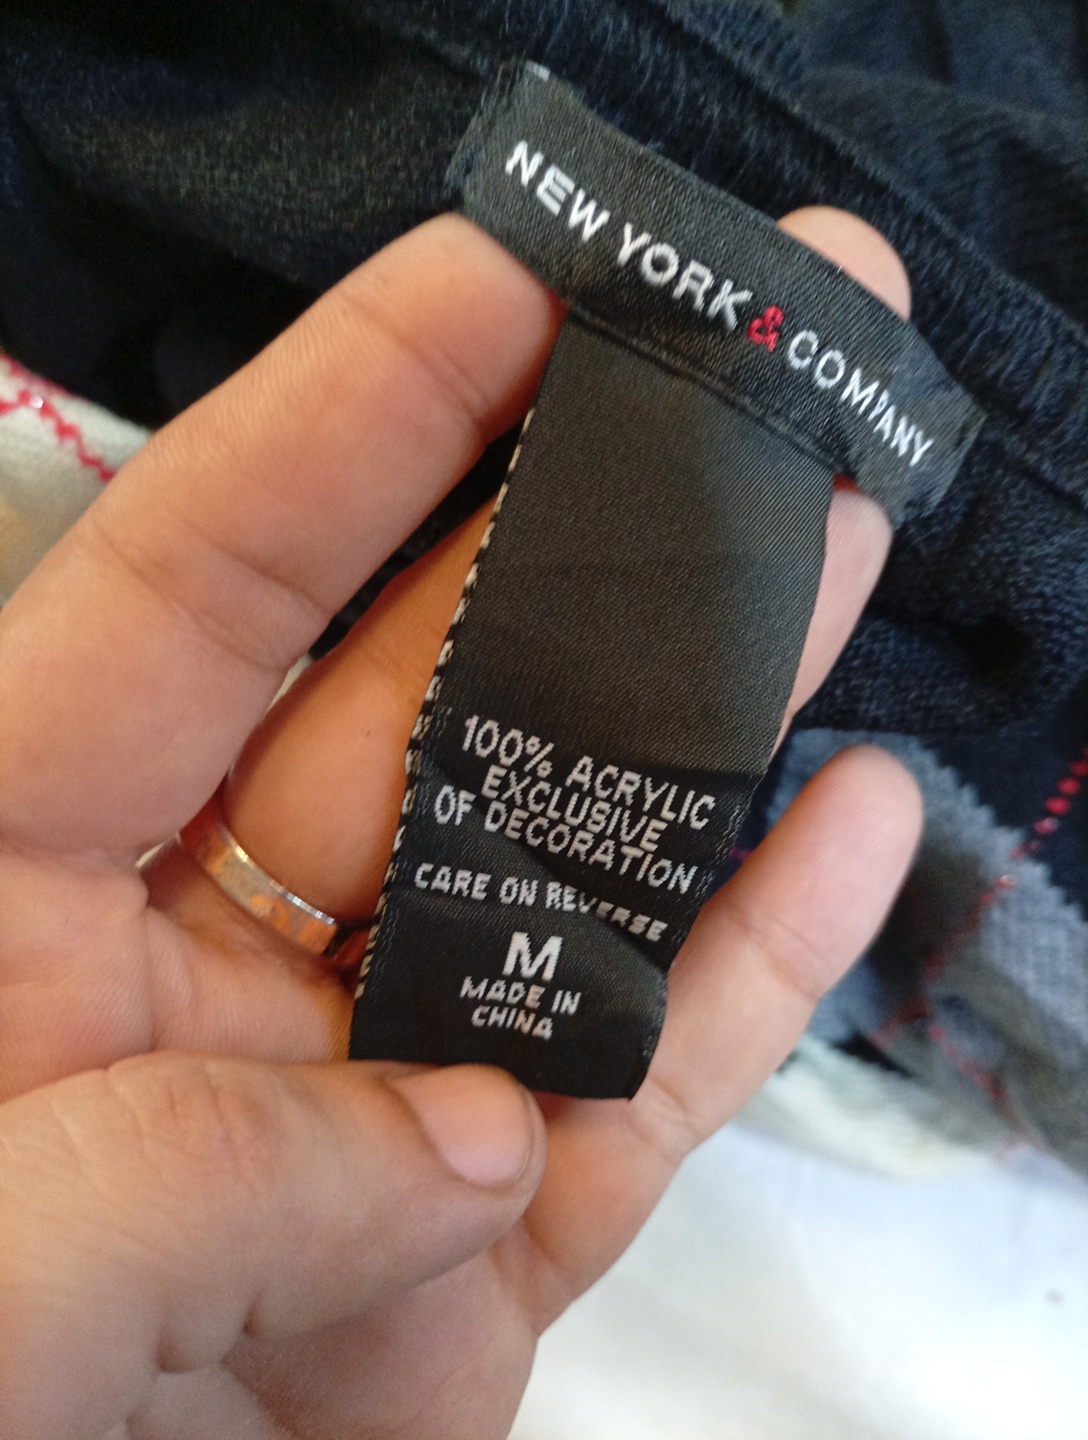 NEW YORK & COMPANY
100% ACRYLIC
EXCLUSIVE
OF DECORATION
CARE ON REVERSE
M
MADE IN
CHINA